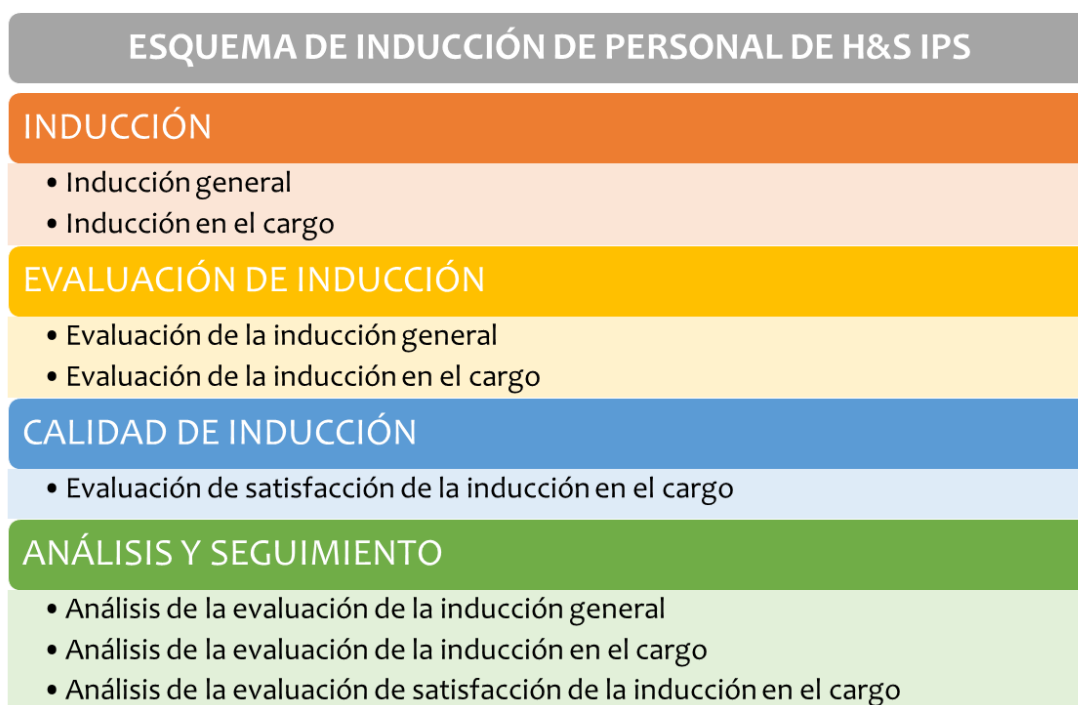 ESQUEMA DE INDUCCIÓN DE PERSONAL DE H&S IPS
INDUCCIÓN
• Inducción general
• Inducción en el cargo
EVALUACIÓN DE INDUCCIÓN
• Evaluación de la inducción general
• Evaluación de la inducción en el cargo
CALIDAD DE INDUCCIÓN
• Evaluación de satisfacción de la inducción en el cargo
ANÁLISIS Y SEGUIMIENTO
• Análisis de la evaluación de la inducción general
• Análisis de la evaluación de la inducción en el cargo
• Análisis de la evaluación de satisfacción de la inducción en el cargo